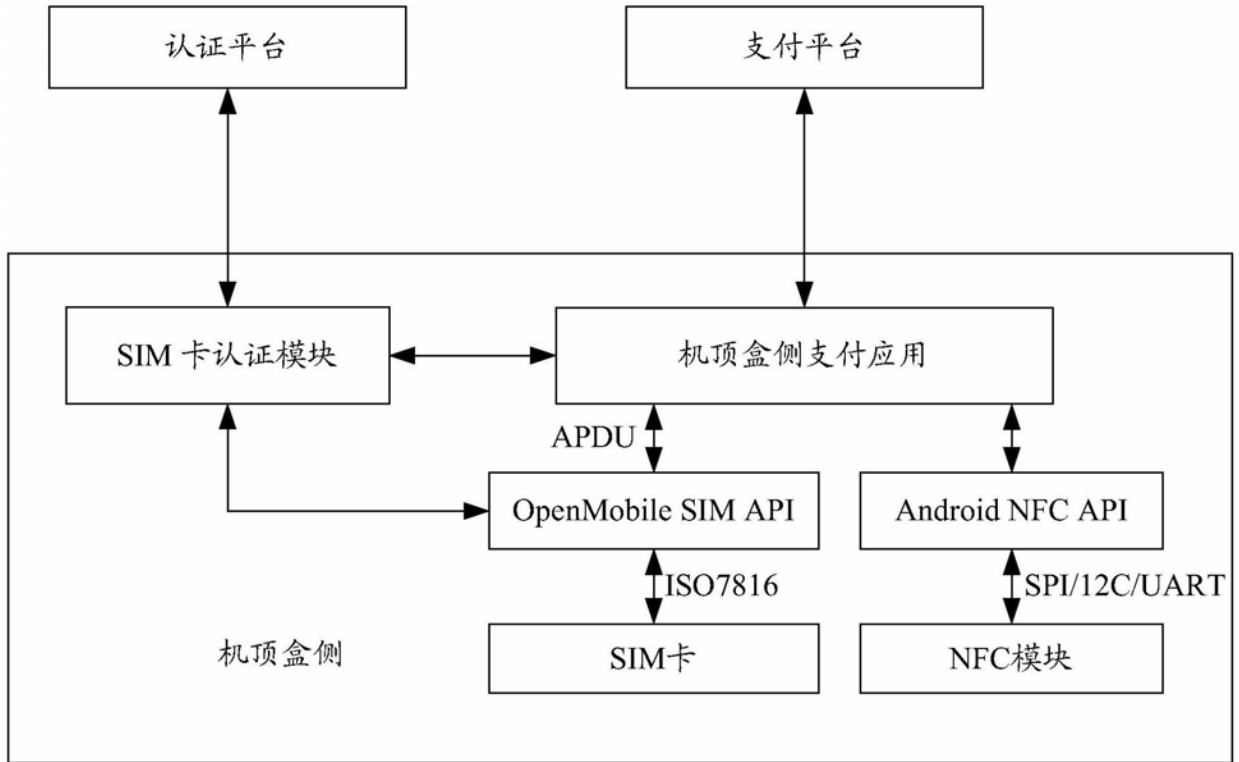 认证平台
支付平台
SIM 卡认证模块
机顶盒侧支付应用
APDU
OpenMobile SIM API
Android NFC API
ISO7816
SPI/12C/UART
机顶盒侧
SIM卡
NFC模块